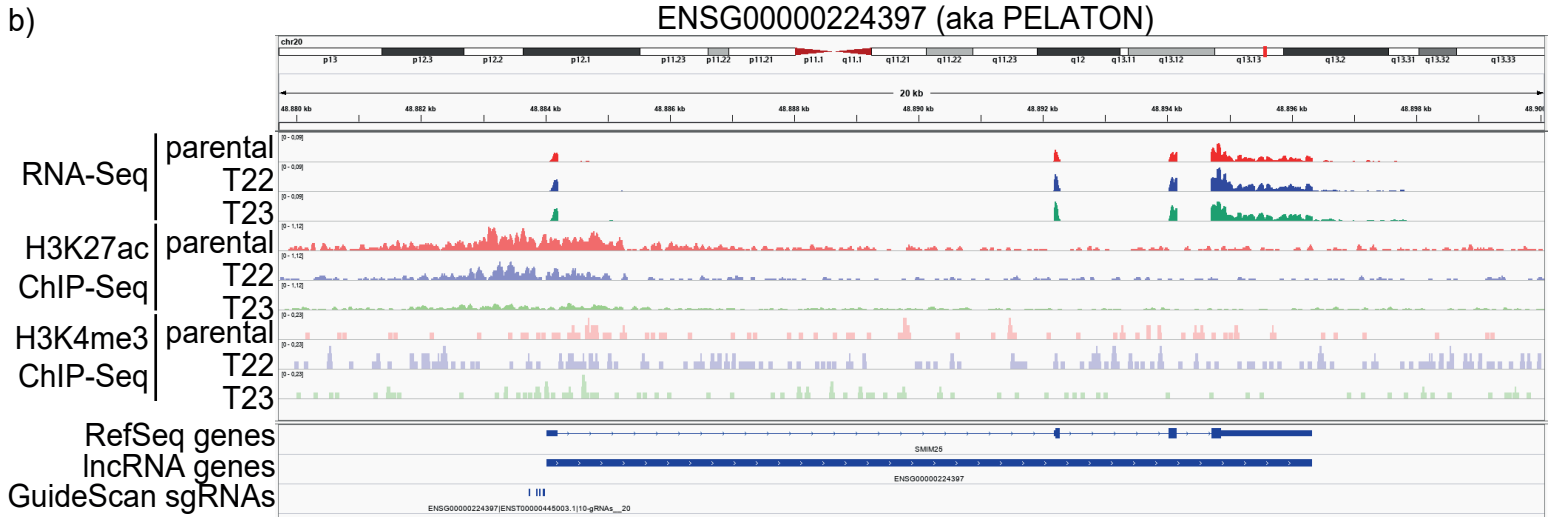 b)
ENSG00000224397 (aka PELATON)
chr20
p13 p12.3 p12.2 p12.1 p11.23 p11.22 p11.21 p11.1 q11.1 q11.21 q11.22 q11.23 q12 q13.11 q13.12 q13.13 q13.2 q13.31 q13.32 q13.33
20 kb
48.880 kb 48.882 kb 48.884 kb 48.886 kb 48.888 kb 48.890 kb 48.892 kb 48.894 kb 48.896 kb 48.898 kb 48.90
RNA-Seq
parental
[0 - 0,09]
T22
[0 - 0,09]
T23
[0 - 0,09]
H3K27ac
ChIP-Seq
parental
[0 - 1,12]
T22
[0 - 1,12]
T23
[0 - 1,12]
H3K4me3
ChIP-Seq
parental
[0 - 0,23]
T22
[0 - 0,23]
T23
[0 - 0,23]
RefSeq genes
SMIM25
lncRNA genes
ENSG00000224397
GuideScan sgRNAs
ENSG00000224397|ENST00000445003.1|10-gRNAs__20